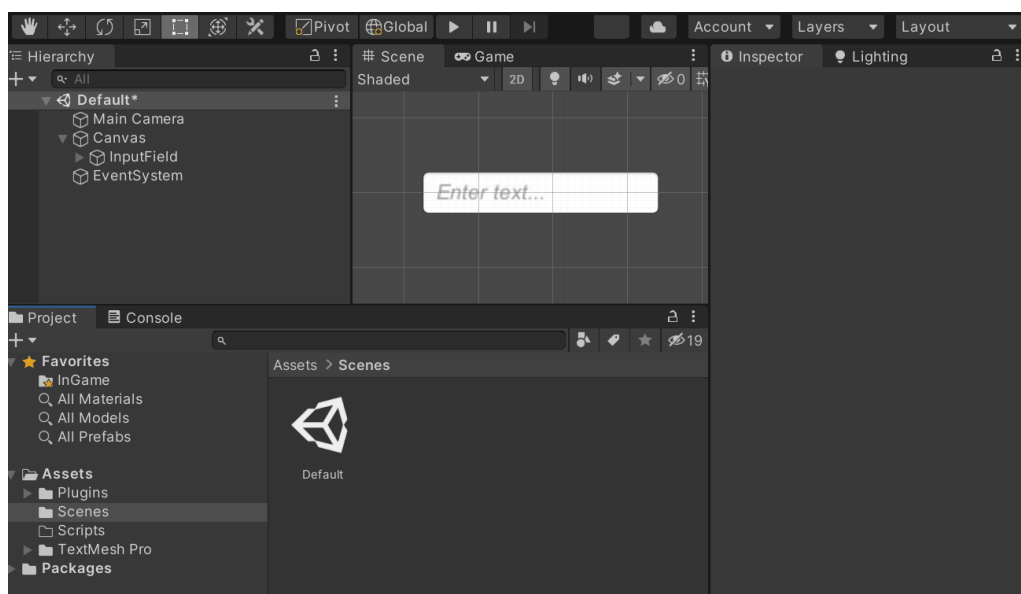 Pivot Global Account Layers Layout
Hierarchy
All
Default*
Main Camera
Canvas
InputField
EventSystem
# Scene Game
Shaded 2D 0
Enter text...
Inspector Lighting
Project Console
19
Favorites
InGame
All Materials
All Models
All Prefabs
Assets
Plugins
Scenes
Scripts
TextMesh Pro
Packages
Assets > Scenes
Default